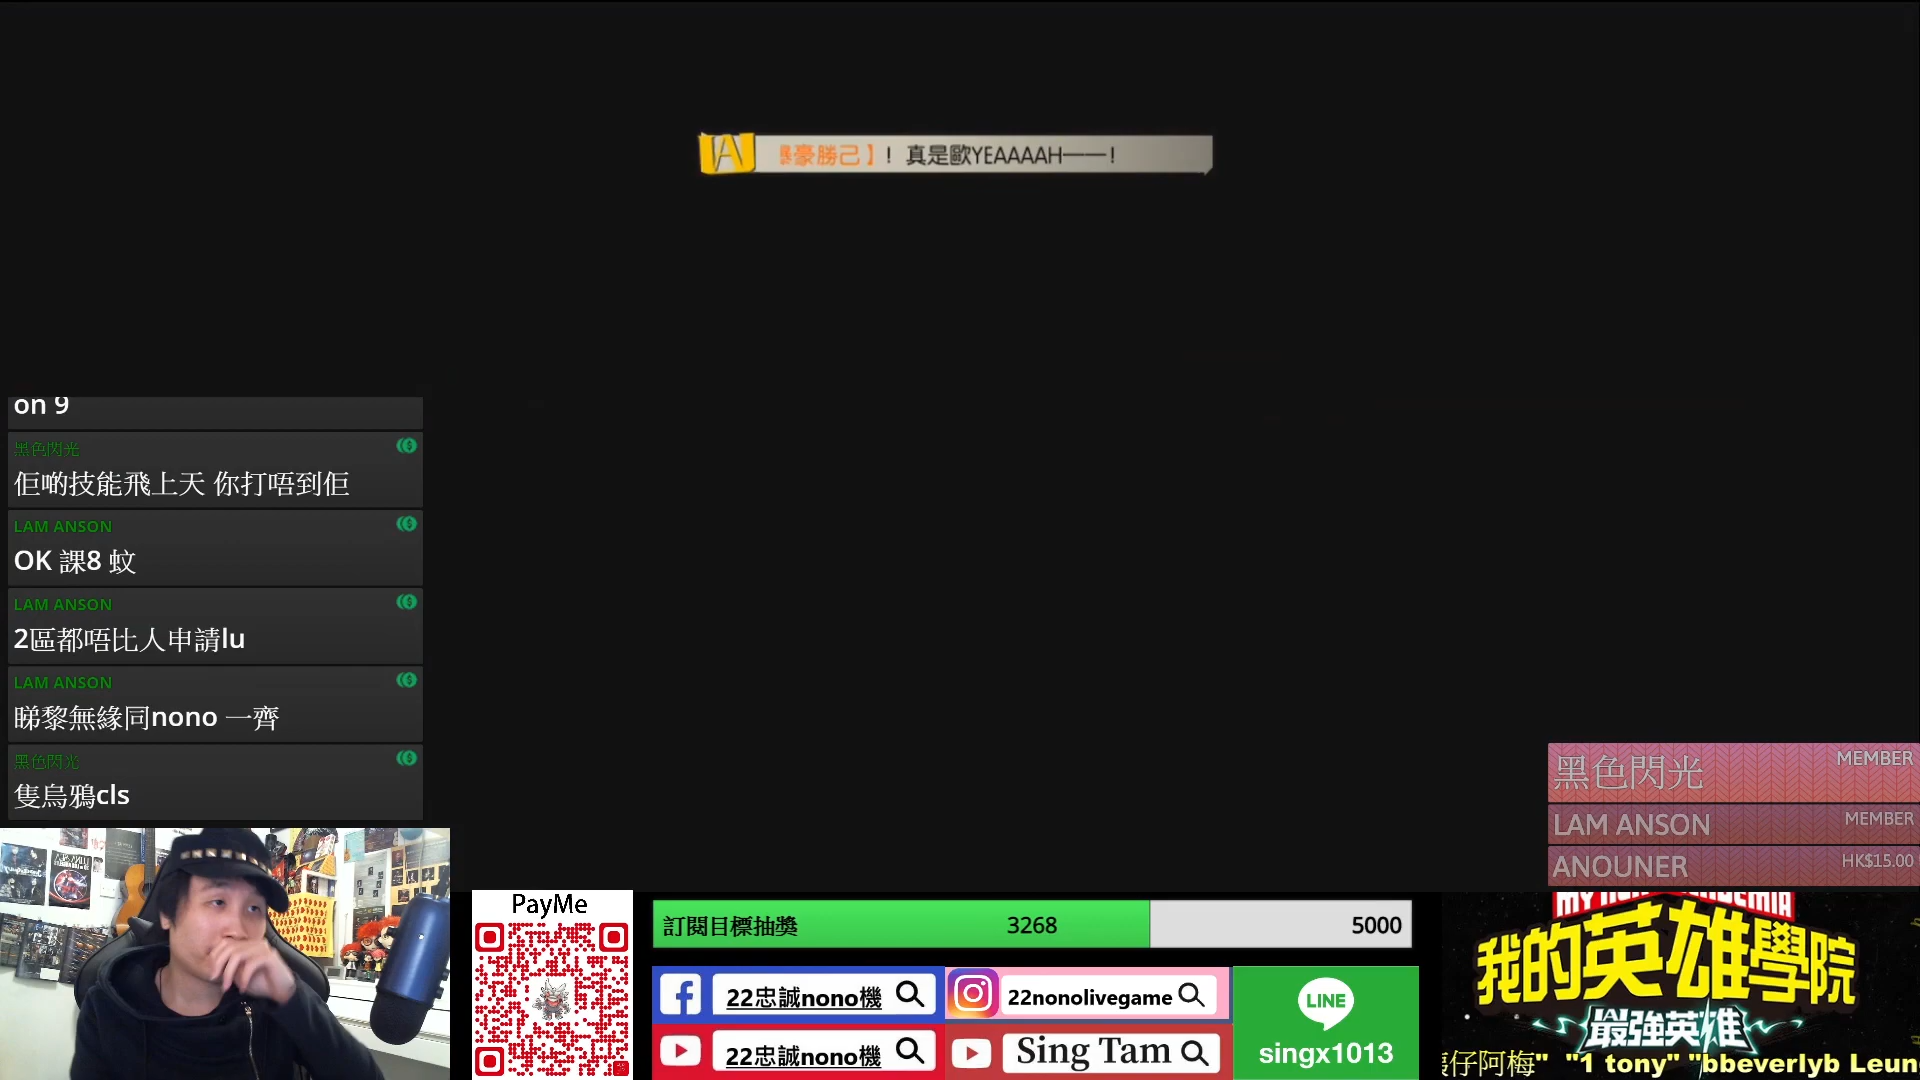 豪勝己】！真是歐YEAAAAH——！
on 9
黑色閃光
佢啲技能飛上天 你打唔到佢
LAM ANSON
OK 課8 蚊
LAM ANSON
2區都唔比人申請lu
LAM ANSON
睇黎無緣同nono 一齊
黑色閃光
隻烏鴉cls
黑色閃光 MEMBER
LAM ANSON MEMBER
ANOUNER HK$15.00
PayMe
訂閱目標抽獎 3268 5000
22忠誠nono機
22nonolivegame
LINE
22忠誠nono機
Sing Tam
singx1013
我的英雄學院
最強英雄
仔阿梅" "1 tony" "bbeverlyb Leun